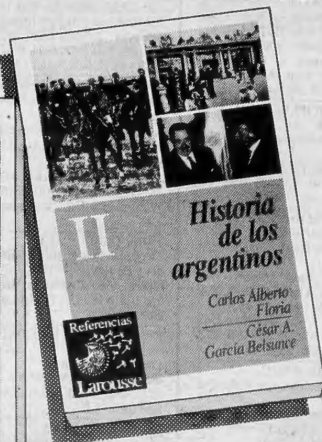 II
Historia
de los
argentinos
Carlos Alberto
Floria
César A.
García Belsunce
Referencias
Larousse